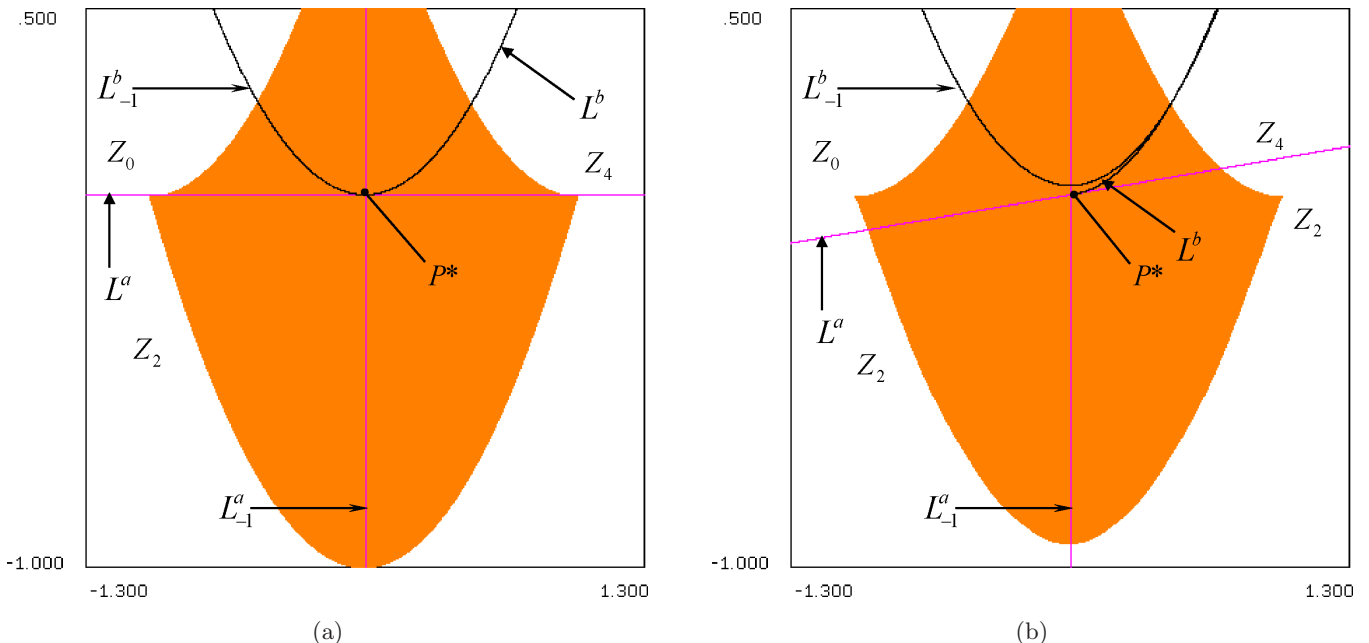 .500
L^b_{-1}
L^b
Z_0
Z_4
L^a
P*
Z_2
L^a_{-1}
-1.000
-1.300
1.300
(a)
.500
L^b_{-1}
Z_4
Z_0
Z_2
L^b
P*
L^a
Z_2
L^a_{-1}
-1.000
-1.300
1.300
(b)